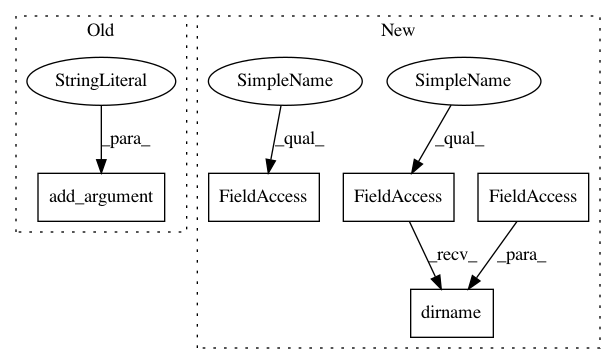 Old
New
StringLiteral
SimpleName
SimpleName
_para_
_qual_
_qual_
add_argument
FieldAccess
FieldAccess
FieldAccess
_recv_
_para_
dirname